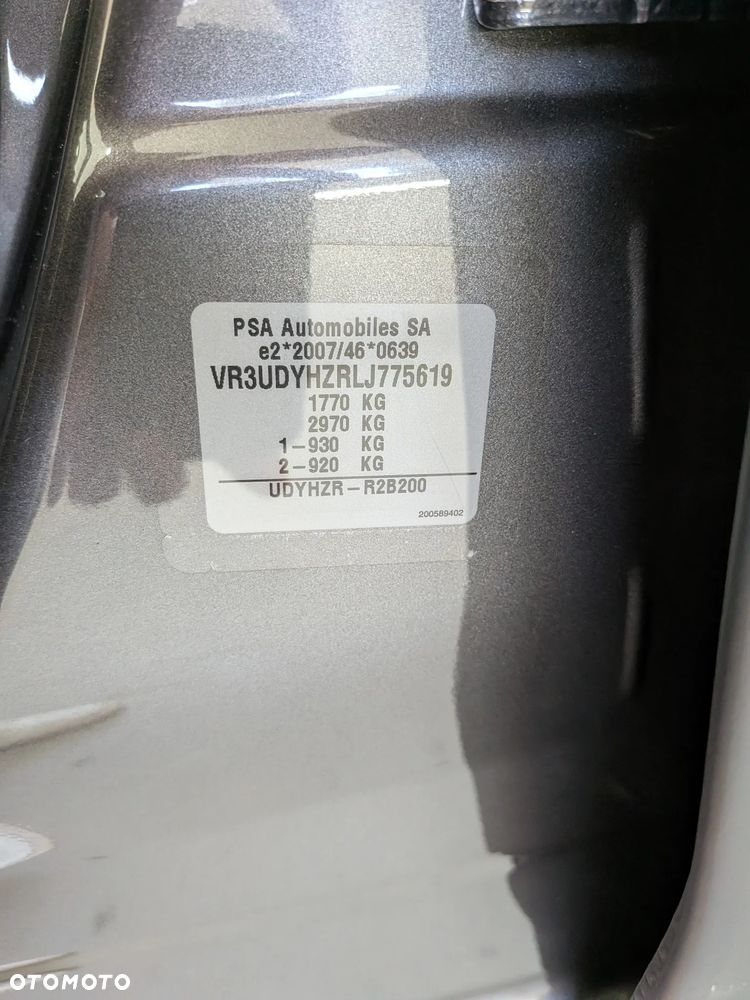 PSA Automobiles SA
e2*2007/46*0639
VR3UDYHZRLJ775619
1770 KG
2970 KG
1-930 KG
2-920 KG
UDYHZR-R2B200
200589402
OTOMOTO